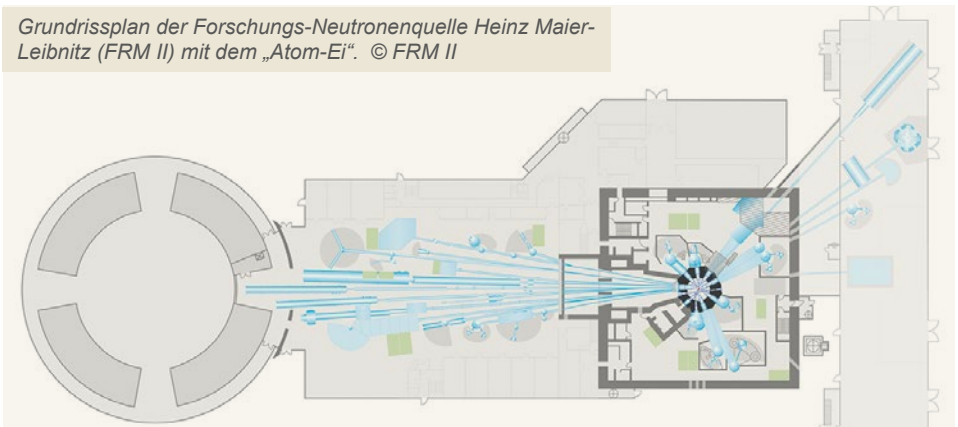 Grundrissplan der Forschungs-Neutronenquelle Heinz Maier-
Leibnitz (FRM II) mit dem „Atom-Ei“. © FRM II